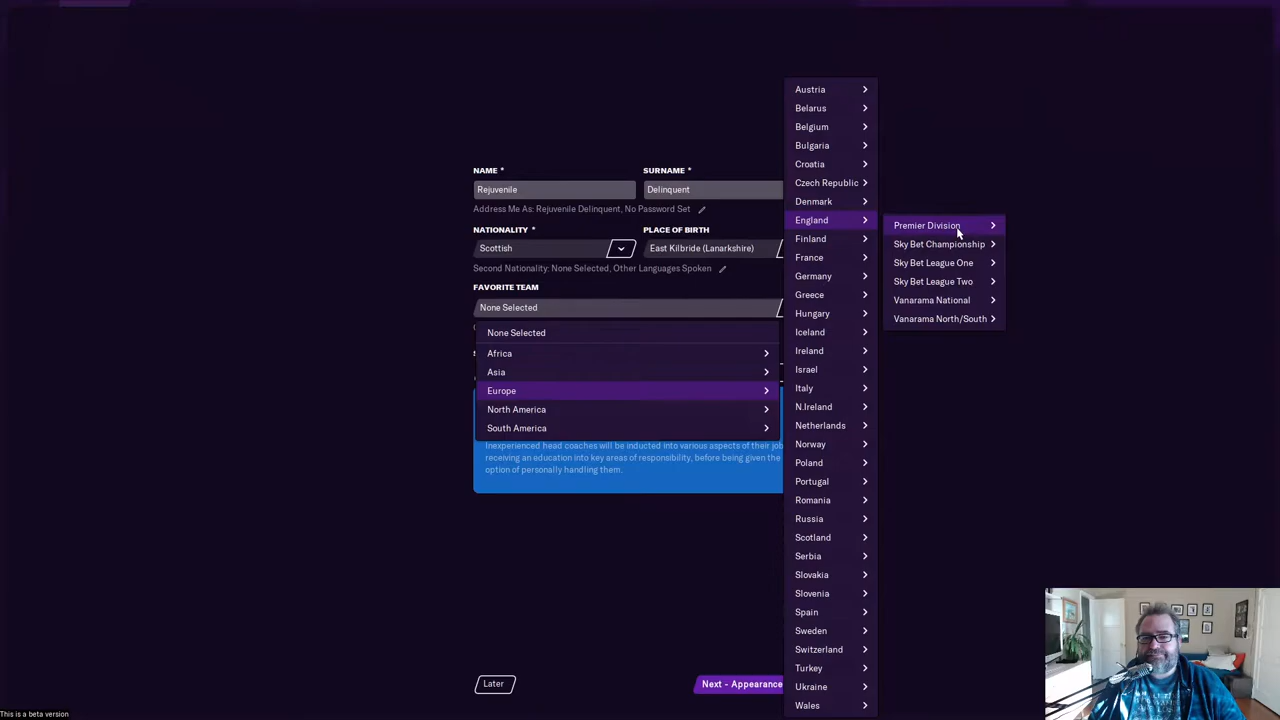 NAME *
SURNAME *
Rejuvenile
Delinquent
Address Me As: Rejuvenile Delinquent, No Password Set
NATIONALITY *
PLACE OF BIRTH
Scottish
East Kilbride (Lanarkshire)
Second Nationality: None Selected, Other Languages Spoken
FAVORITE TEAM
None Selected
None Selected
Africa
Asia
Europe
North America
South America
Inexperienced head coaches will be inducted into various aspects of their job
receiving an education into key areas of responsibility, before being given the
option of personally handling them.
Austria
Belarus
Belgium
Bulgaria
Croatia
Czech Republic
Denmark
England
Finland
France
Germany
Greece
Hungary
Iceland
Ireland
Israel
Italy
N.Ireland
Netherlands
Norway
Poland
Portugal
Romania
Russia
Scotland
Serbia
Slovakia
Slovenia
Spain
Sweden
Switzerland
Turkey
Ukraine
Wales
Premier Division
Sky Bet Championship
Sky Bet League One
Sky Bet League Two
Vanarama National
Vanarama North/South
Later
Next - Appearance
This is a beta version